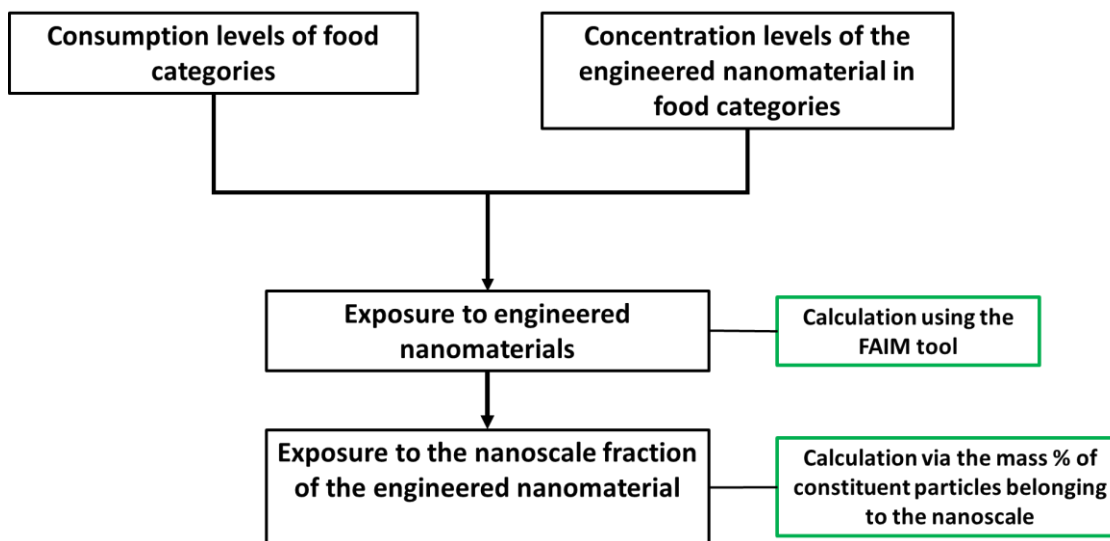 Consumption levels of food
categories
Concentration levels of the
engineered nanomaterial in
food categories
Exposure to engineered
nanomaterials
Calculation using the
FAIM tool
Exposure to the nanoscale fraction
of the engineered nanomaterial
Calculation via the mass % of
constituent particles belonging
to the nanoscale